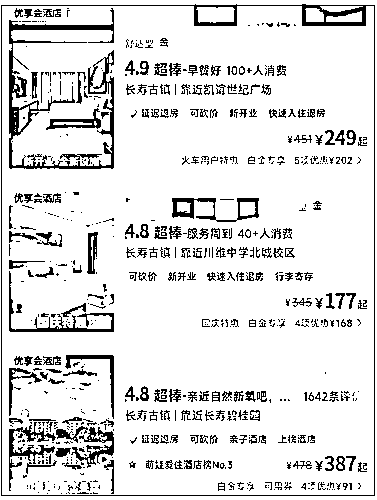 优享会酒店
舒适型 金
4.9 超棒-早餐好 100+人消费
长寿古镇 | 靠近凯谊世纪广场
✓ 延迟退房 可砍价 新开业 快速入住退房
¥451 ¥249起
火车用户特惠 白金专享 5项优惠¥202 >
优享会酒店
金
4.8 超棒-服务周到 40+人消费
长寿古镇 | 靠近川维中学北城校区
可砍价 新开业 快速入住退房 行李寄存
¥345 ¥177起
国庆特惠 白金专享 4项优惠¥168 >
优享会酒店
4.8 超棒-亲近自然新氧吧, ... 1642条评价
长寿古镇 | 靠近长寿碧桂园
✓ 延迟退房 可砍价 亲子酒店 上榜酒店
☆ 萌娃爱住酒店榜No.3
¥478 ¥387起
白金专享 可用券 4项优惠¥91 >